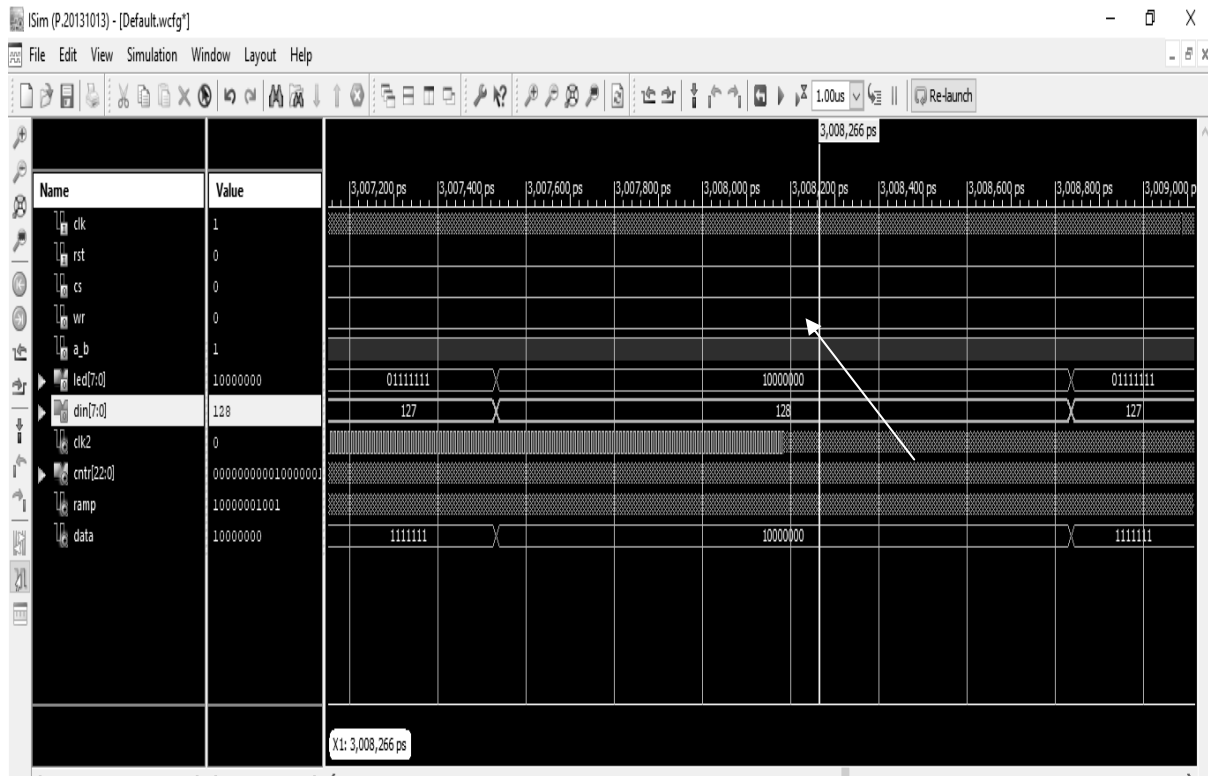 ISim (P.20131013) - [Default.wcfg*]
File Edit View Simulation Window Layout Help
1.00us Re-launch
3,008,266 ps
Name Value 3,007,200 ps 3,007,400 ps 3,007,600 ps 3,007,800 ps 3,008,000 ps 3,008,200 ps 3,008,400 ps 3,008,600 ps 3,008,800 ps 3,009,000 p
clk 1
rst 0
cs 0
wr 0
a_b 1
led[7:0] 10000000 01111111 10000000 01111111
din[7:0] 128 127 128 127
clk2 0
cntr[22:0] 00000000010000001
ramp 10000001001
data 10000000 1111111 10000000 1111111
X1: 3,008,266 ps